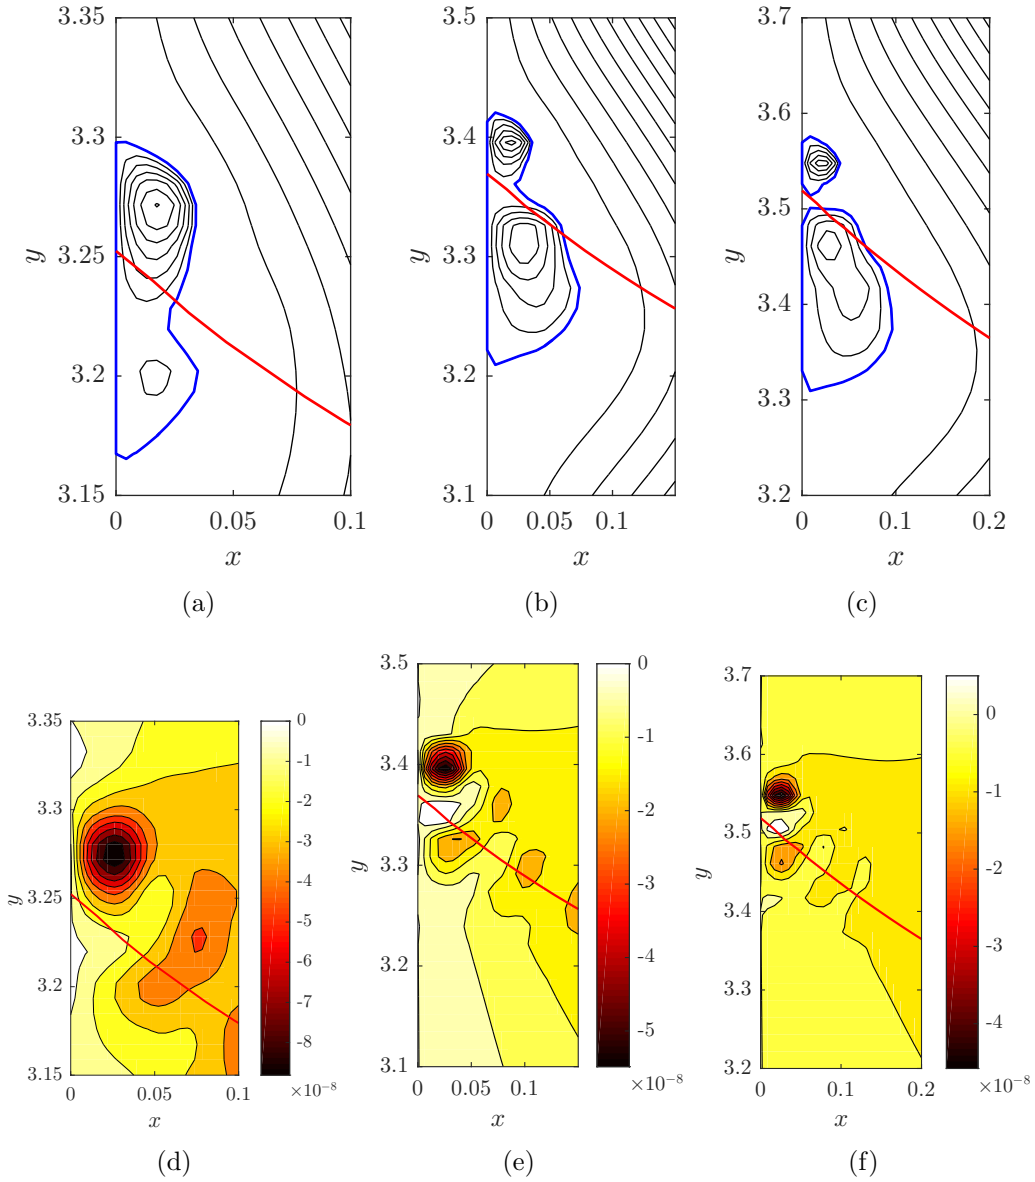 3.35 3.5 3.7
3.3 3.4 3.6
y 3.25 y 3.3 y 3.5
3.2 3.2 3.4
3.3
3.15 3.1 3.2
0 0.05 0.1 0 0.05 0.1 0 0.1 0.2
x x x
(a) (b) (c)
3.35 3.3 y 3.25 3.2 3.15
0 0.05 0.1
x
0 -1 -2 -3 -4 -5 -6 -7 -8
×10⁻⁸
3.5 3.4 y 3.3 3.2 3.1
0 0.05 0.1
x
0 -1 -2 -3 -4 -5
×10⁻⁸
3.7 3.6 3.5 y 3.4 3.3 3.2
0 0.1 0.2
x
0 -1 -2 -3 -4
×10⁻⁸
(d) (e) (f)